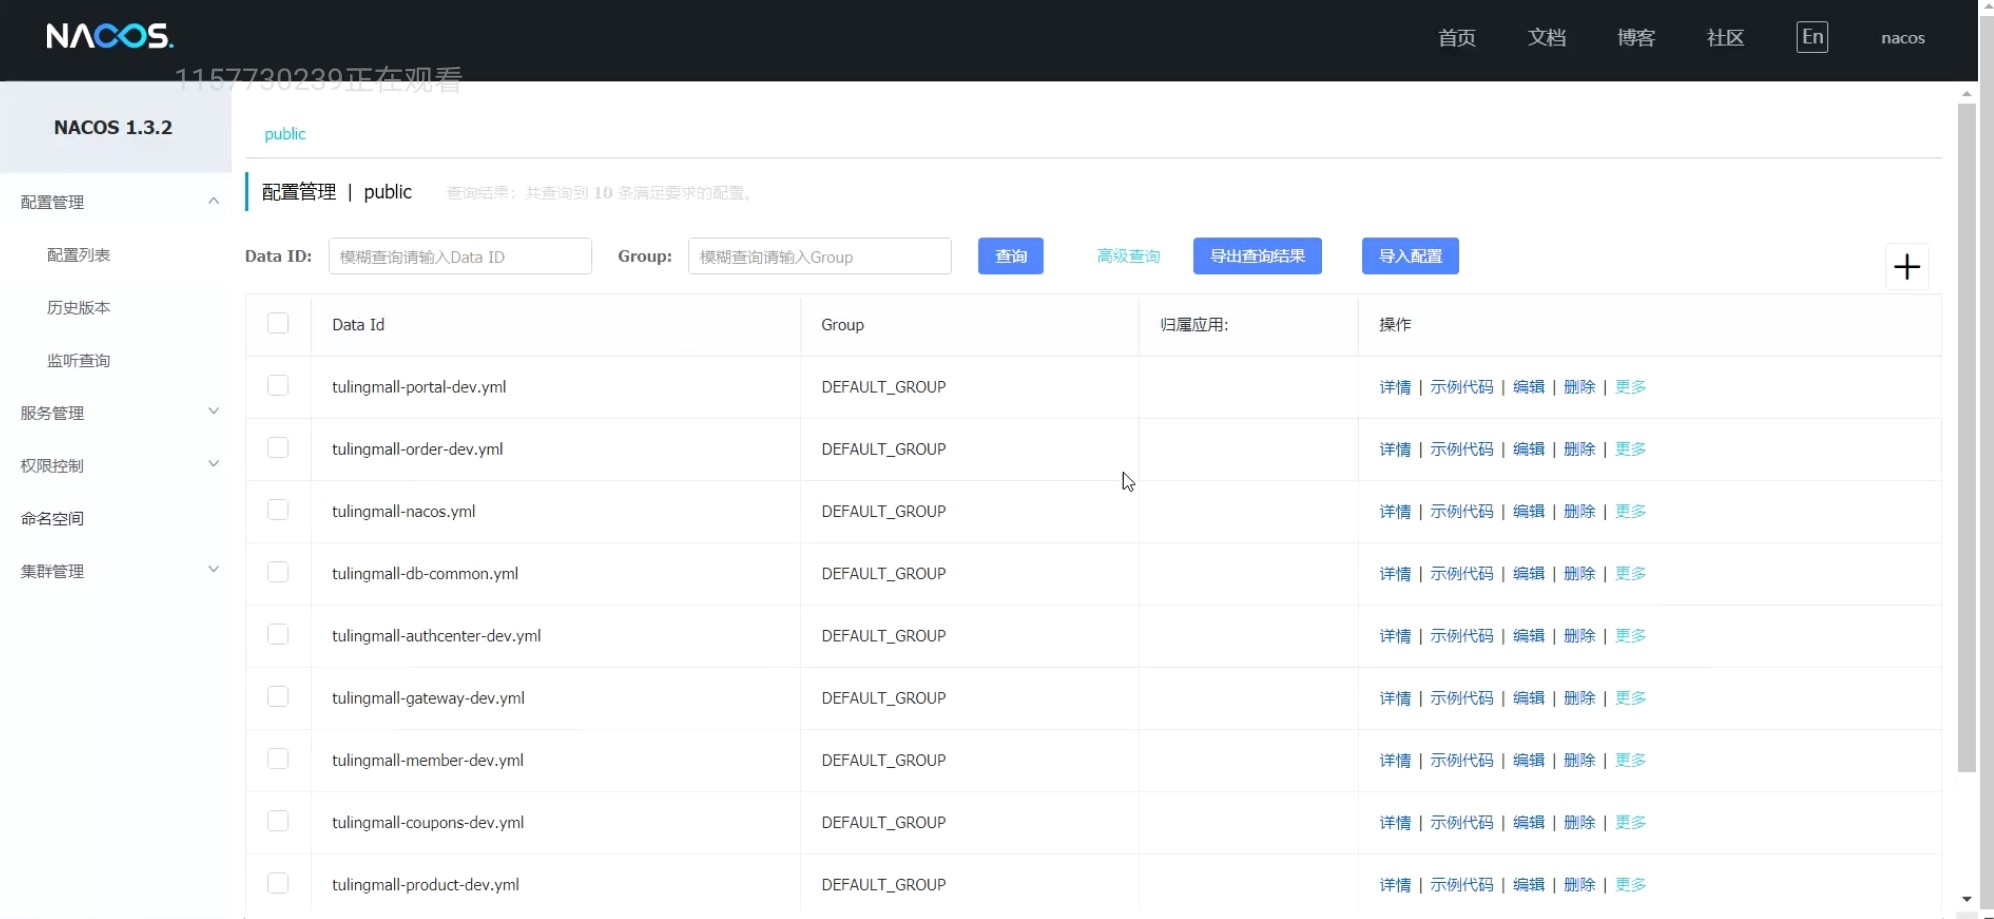 NACOS.
首页 文档 博客 社区 En nacos
1157730239正在观看
NACOS 1.3.2
配置管理
配置列表
历史版本
监听查询
服务管理
权限控制
命名空间
集群管理
public
配置管理 | public 查询结果：共查询到 10 条满足要求的配置。
Data ID: 模糊查询请输入Data ID Group: 模糊查询请输入Group 查询 高级查询 导出查询结果 导入配置
Data Id Group 归属应用: 操作
tulingmall-portal-dev.yml DEFAULT_GROUP 详情 | 示例代码 | 编辑 | 删除 | 更多
tulingmall-order-dev.yml DEFAULT_GROUP 详情 | 示例代码 | 编辑 | 删除 | 更多
tulingmall-nacos.yml DEFAULT_GROUP 详情 | 示例代码 | 编辑 | 删除 | 更多
tulingmall-db-common.yml DEFAULT_GROUP 详情 | 示例代码 | 编辑 | 删除 | 更多
tulingmall-authcenter-dev.yml DEFAULT_GROUP 详情 | 示例代码 | 编辑 | 删除 | 更多
tulingmall-gateway-dev.yml DEFAULT_GROUP 详情 | 示例代码 | 编辑 | 删除 | 更多
tulingmall-member-dev.yml DEFAULT_GROUP 详情 | 示例代码 | 编辑 | 删除 | 更多
tulingmall-coupons-dev.yml DEFAULT_GROUP 详情 | 示例代码 | 编辑 | 删除 | 更多
tulingmall-product-dev.yml DEFAULT_GROUP 详情 | 示例代码 | 编辑 | 删除 | 更多